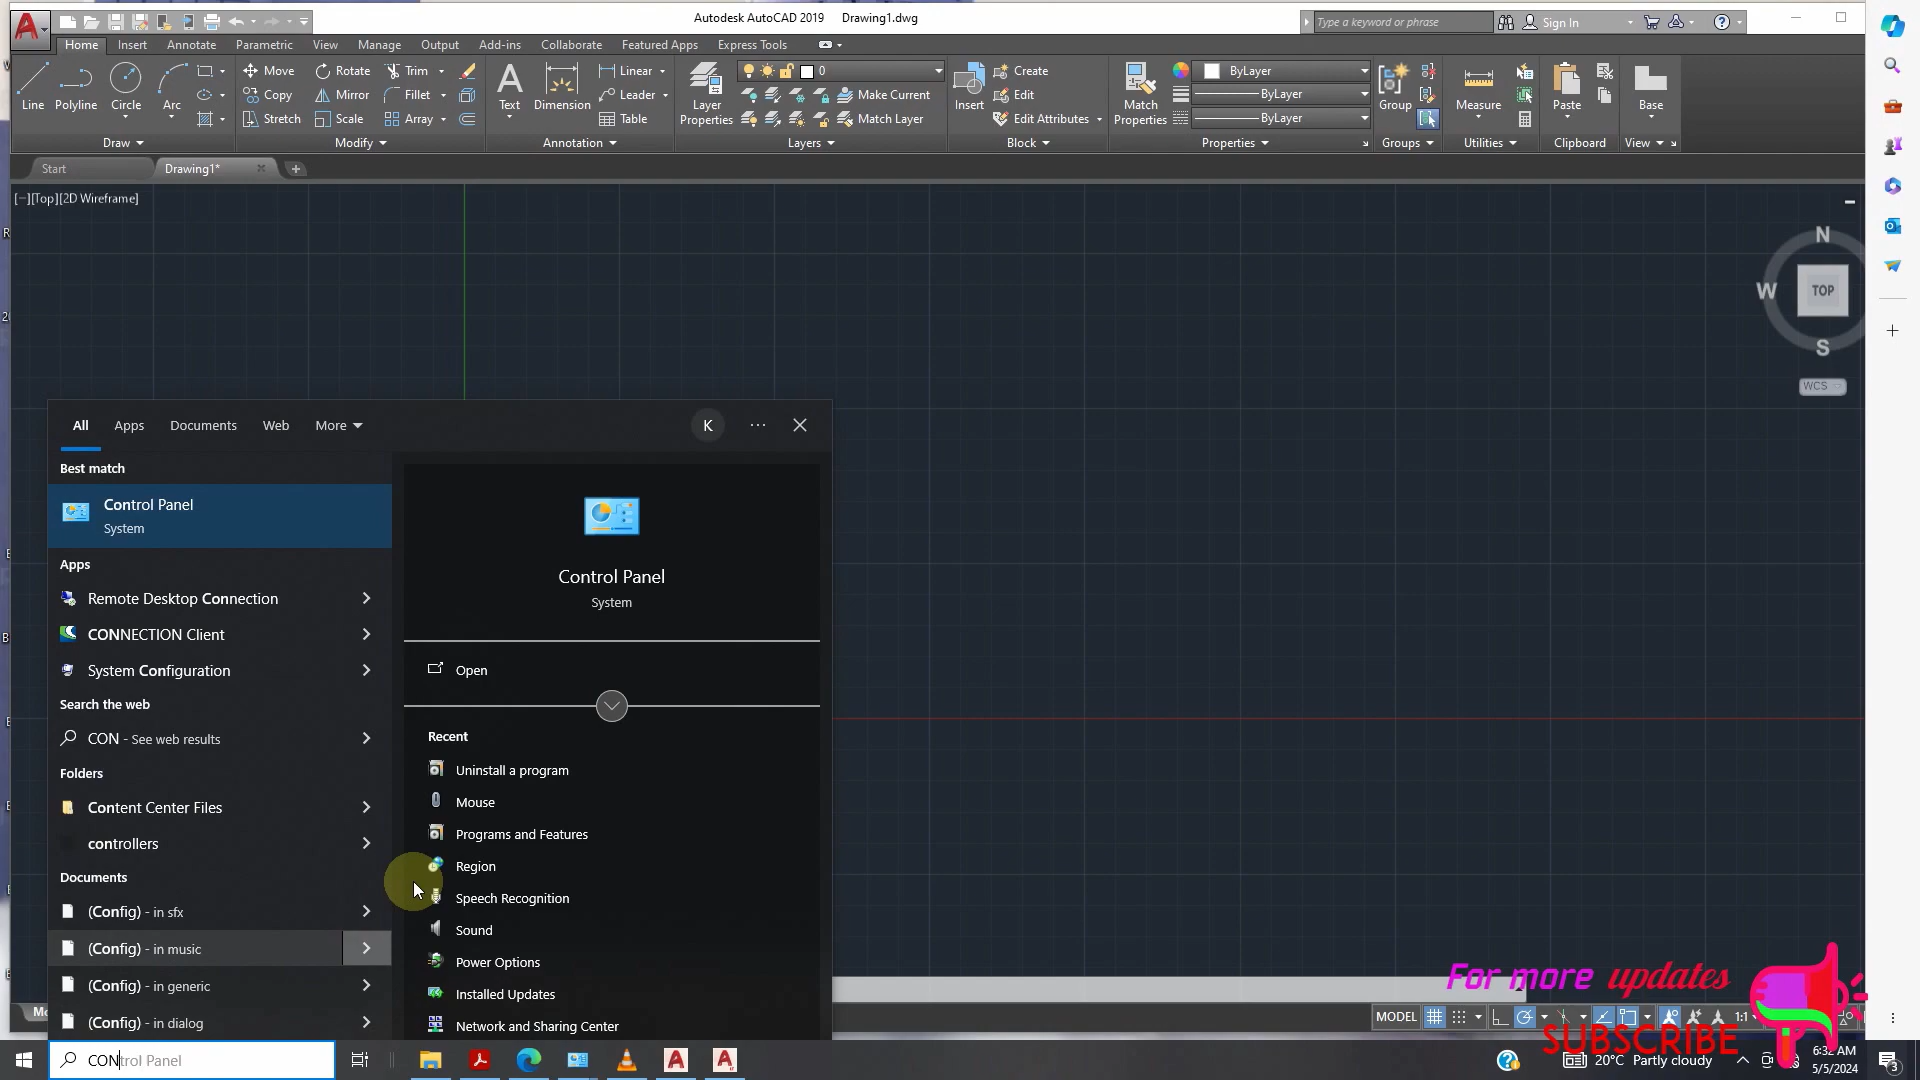 Autodesk AutoCAD 2019 Drawing1.dwg
Type a keyword or phrase
Sign In
Home Insert Annotate Parametric View Manage Output Add-ins Collaborate Featured Apps Express Tools
Line Polyline Circle Arc
Move Rotate Trim
Copy Mirror Fillet
Stretch Scale Array
Text Dimension
Linear
Leader
Table
Layer Properties
0
Make Current
Match Layer
Insert
Create
Edit
Edit Attributes
Match Properties
ByLayer
ByLayer
ByLayer
Group
Measure
Paste
Base
Draw Modify Annotation Layers Block Properties Groups Utilities Clipboard View
Start Drawing1*
[−][Top][2D Wireframe]
N
W TOP
S
WCS
All Apps Documents Web More K
Best match
Control Panel
System
Apps
Remote Desktop Connection
CONNECTION Client
System Configuration
Search the web
CON - See web results
Folders
Content Center Files
controllers
Documents
(Config) - in sfx
(Config) - in music
(Config) - in generic
(Config) - in dialog
Control Panel
System
Open
Recent
Uninstall a program
Mouse
Programs and Features
Region
Speech Recognition
Sound
Power Options
Installed Updates
Network and Sharing Center
For more updates
SUBSCRIBE
MODEL 1:1
CONtrol Panel
20°C Partly cloudy
6:32 AM
5/5/2024
3